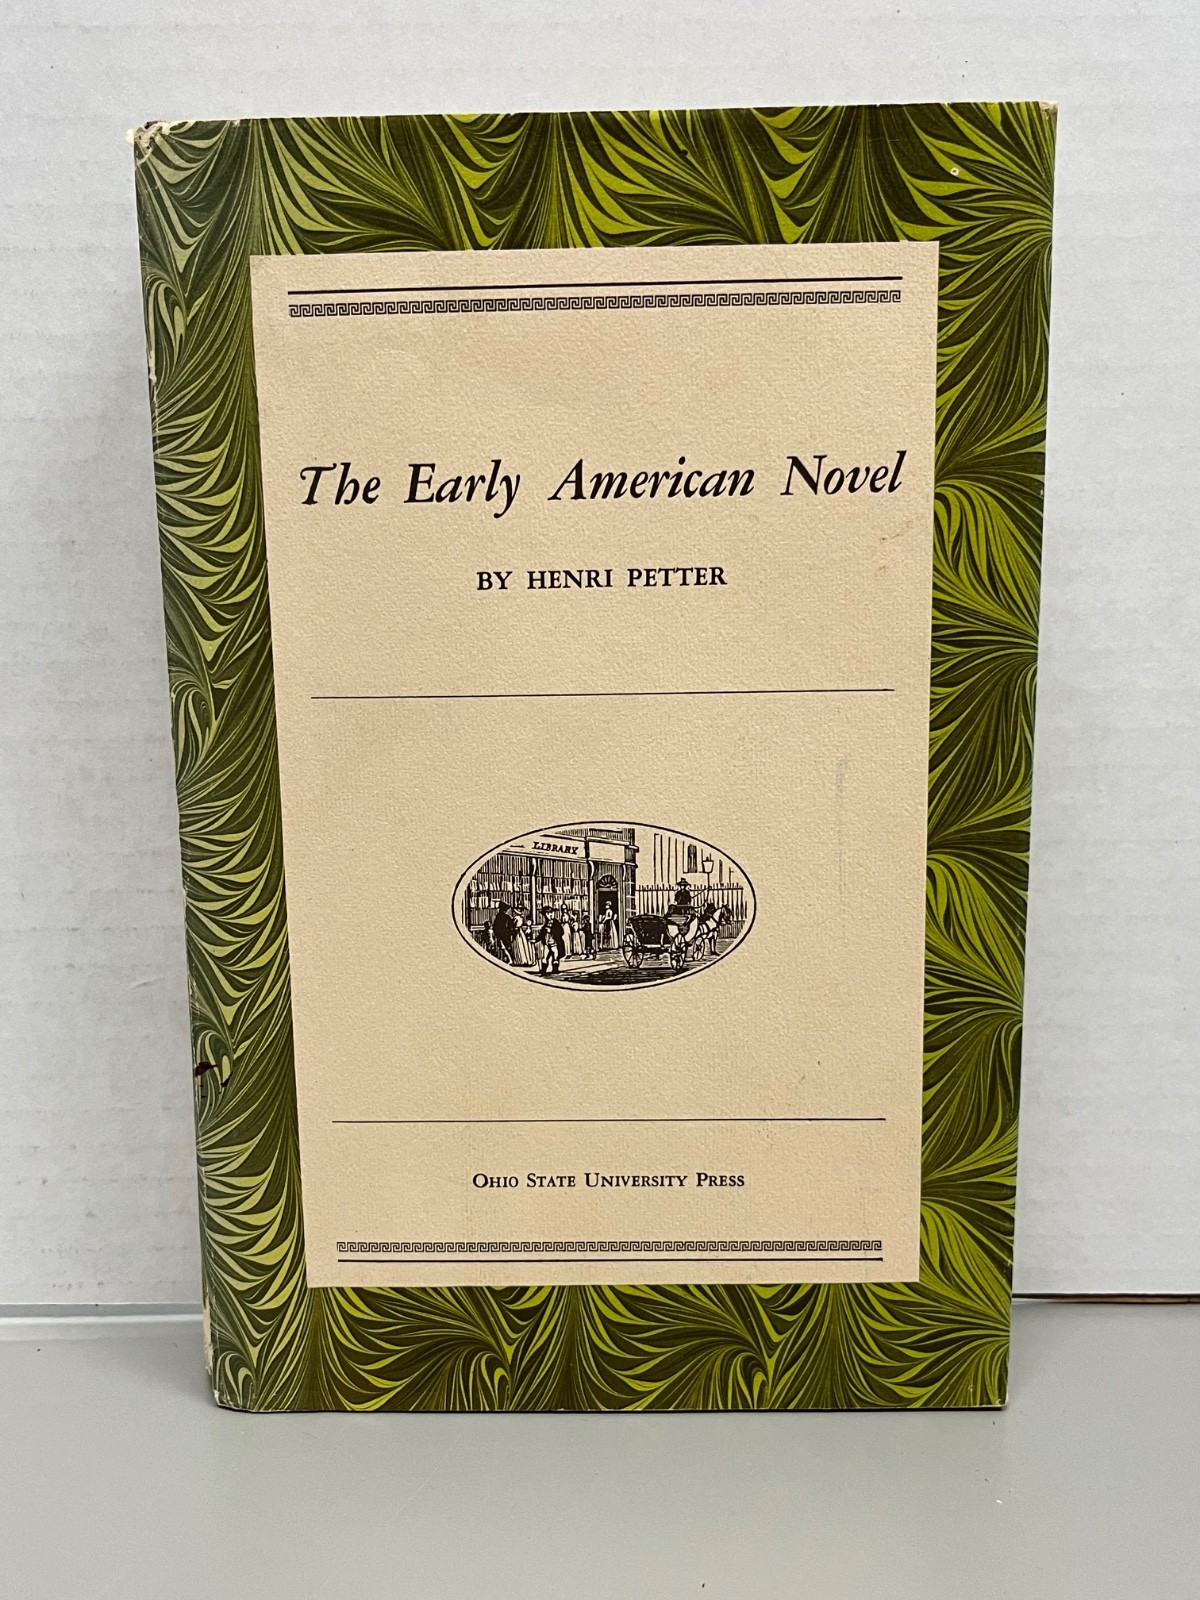 The Early American Novel
BY HENRI PETTER
LIBRARY
OHIO STATE UNIVERSITY PRESS